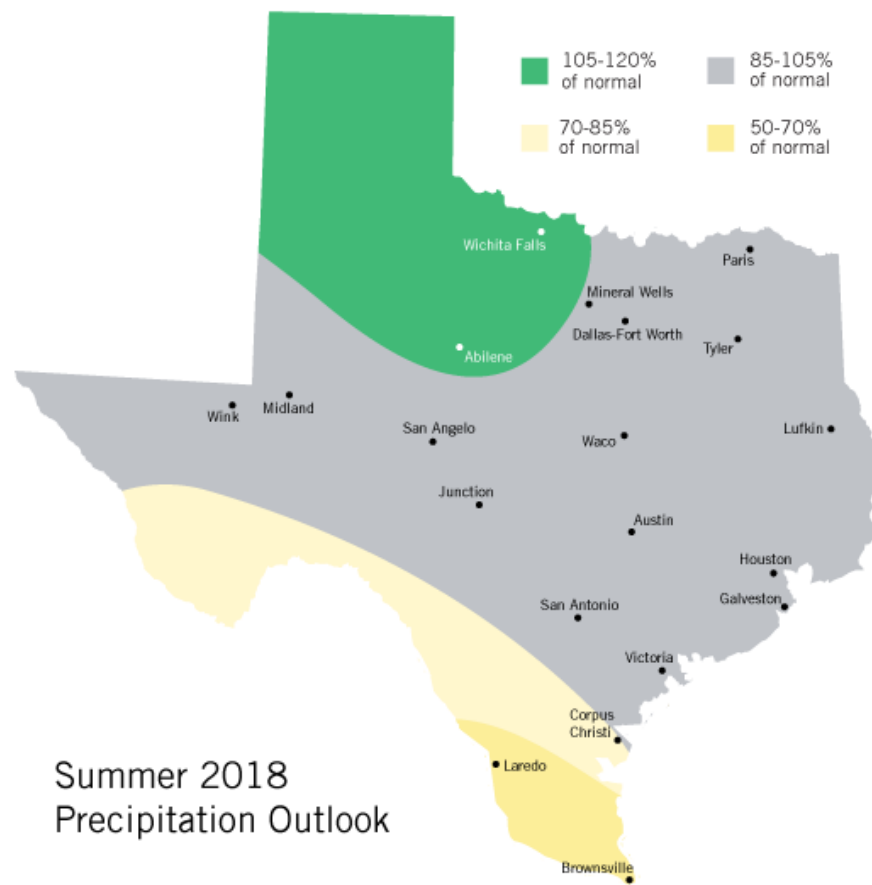 105-120%
of normal
85-105%
of normal
70-85%
of normal
50-70%
of normal
Wichita Falls
Paris
Mineral Wells
Dallas-Fort Worth
Tyler
Abilene
Wink
Midland
San Angelo
Waco
Lufkin
Junction
Austin
Houston
San Antonio
Galveston
Victoria
Corpus
Christi
Laredo
Summer 2018
Precipitation Outlook
Brownsville